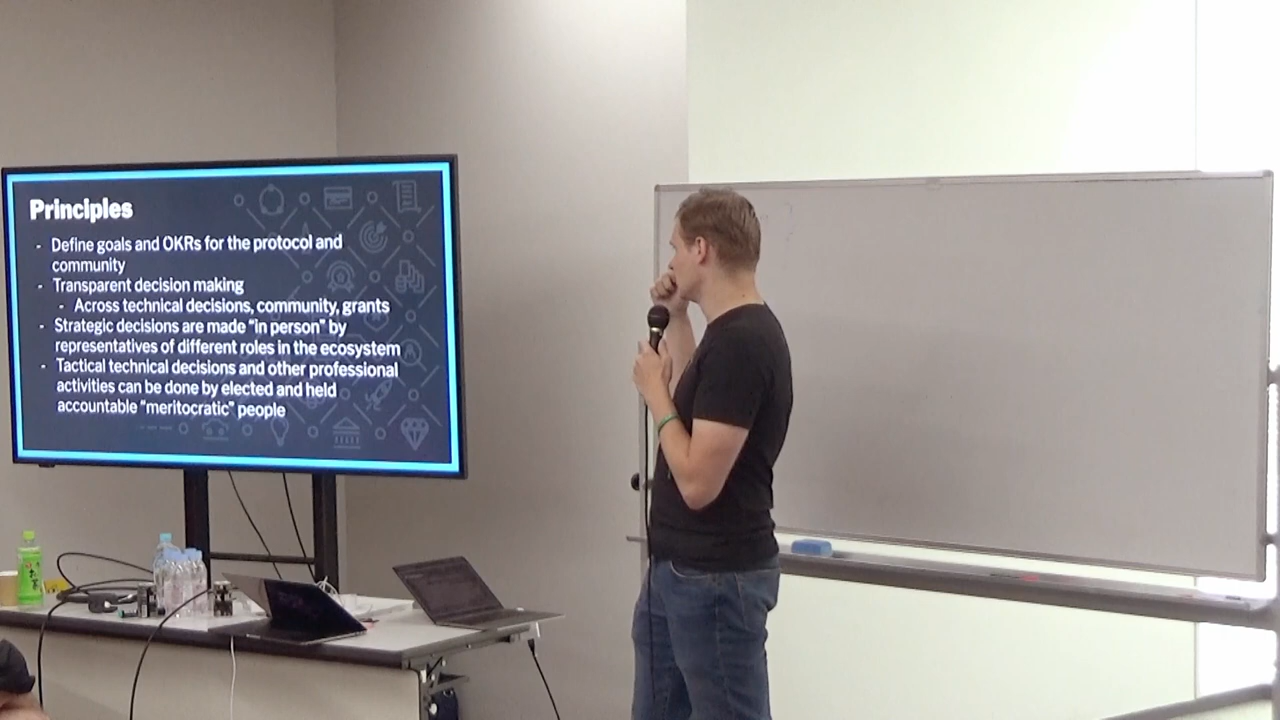 Principles
- Define goals and OKRs for the protocol and
community
- Transparent decision making
- Across technical decisions, community, grants
- Strategic decisions are made "in person" by
representatives of different roles in the ecosystem
- Tactical technical decisions and other professional
activities can be done by elected and held
accountable "meritocratic" people